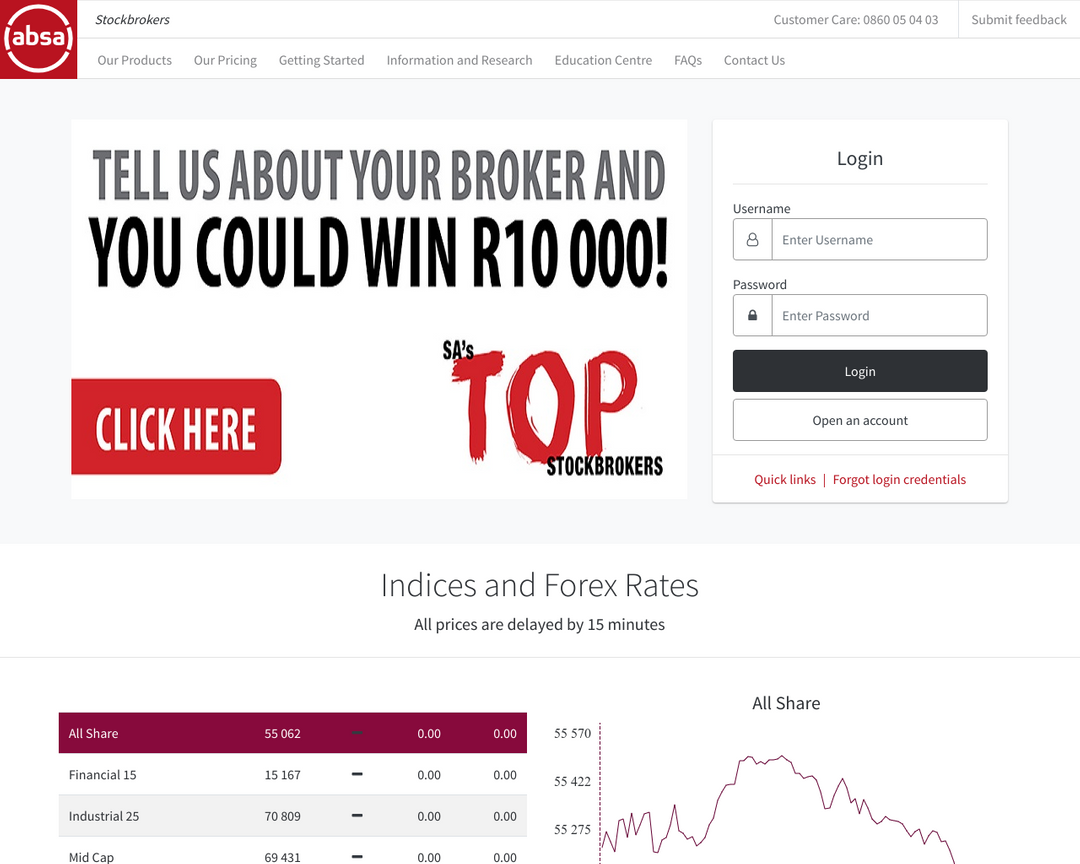 absa
Stockbrokers
Customer Care: 0860 05 04 03
Submit feedback
Our Products
Our Pricing
Getting Started
Information and Research
Education Centre
FAQs
Contact Us
TELL US ABOUT YOUR BROKER AND
YOU COULD WIN R10 000!
SA's
TOP
STOCKBROKERS
CLICK HERE
Login
Username
Enter Username
Password
Enter Password
Login
Open an account
Quick links | Forgot login credentials
Indices and Forex Rates
All prices are delayed by 15 minutes
All Share 55 062 0.00 0.00
Financial 15 15 167 0.00 0.00
Industrial 25 70 809 0.00 0.00
Mid Cap 69 431 0.00 0.00
All Share
55 570
55 422
55 275